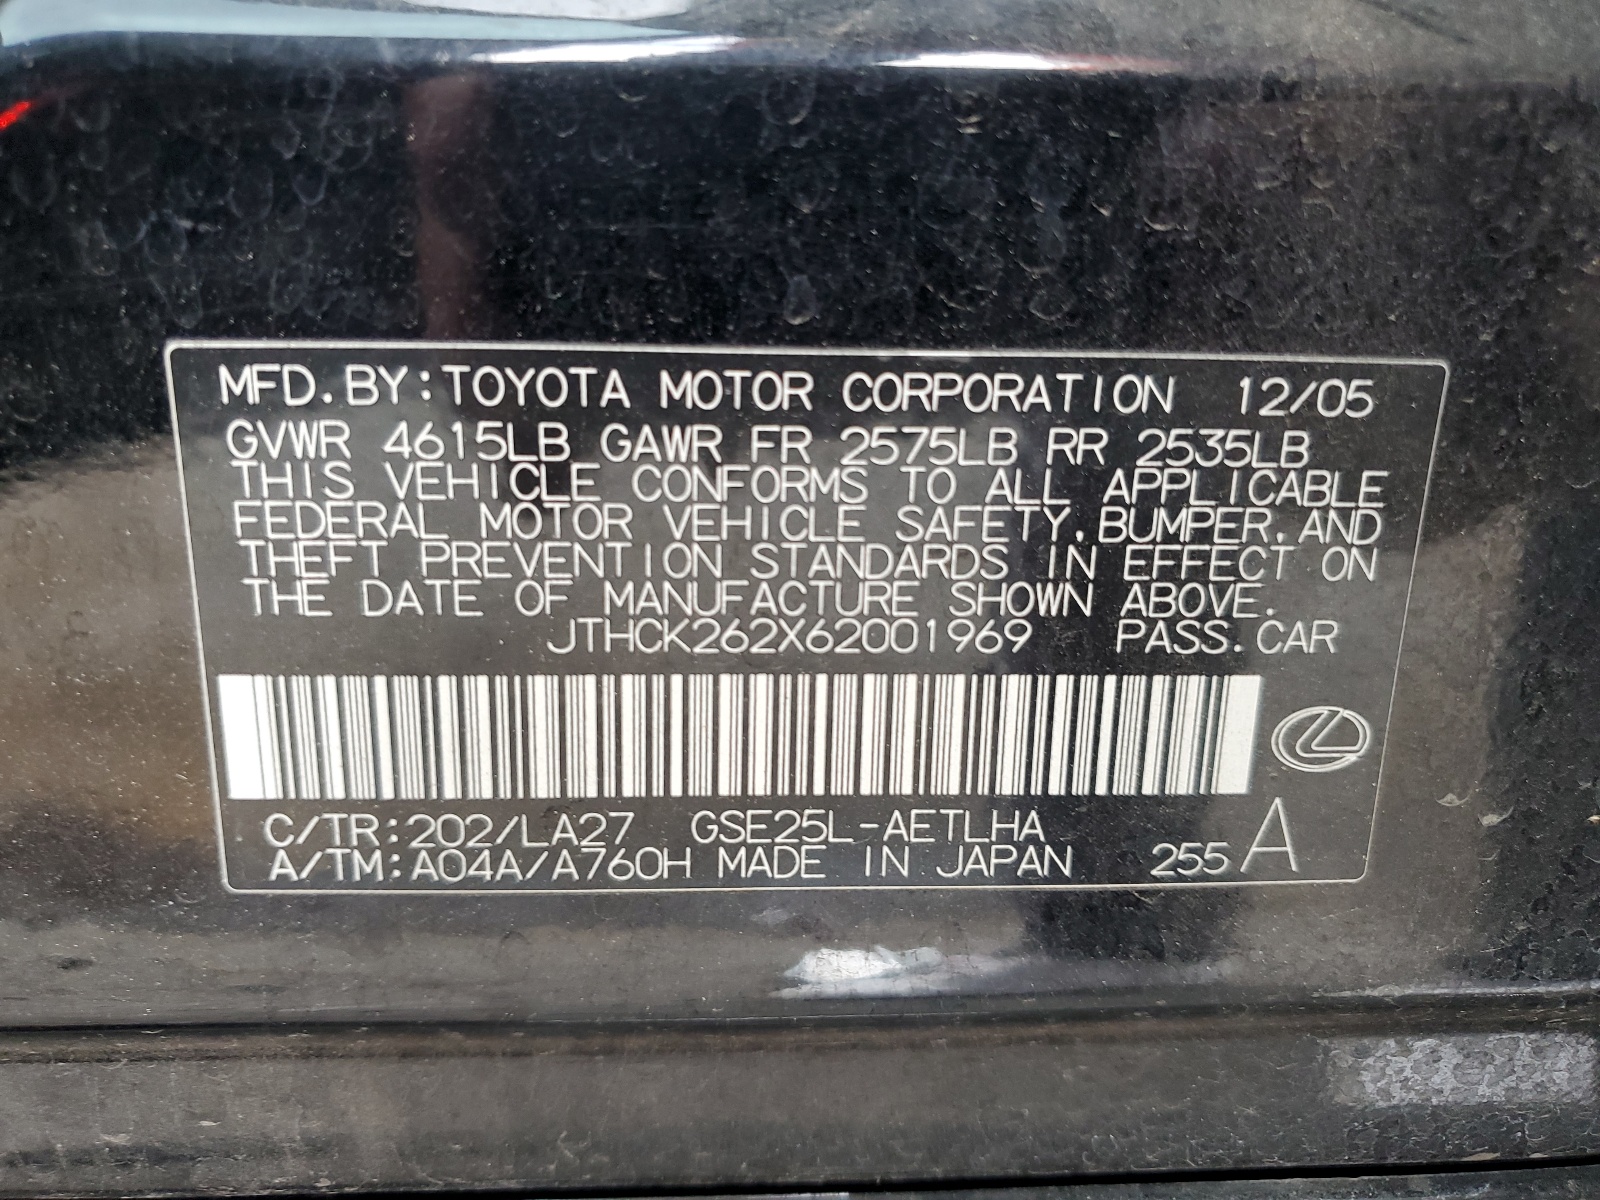 MFD.BY:TOYOTA MOTOR CORPORATION 12/05
GVWR 4615LB GAWR FR 2575LB RR 2535LB
THIS VEHICLE CONFORMS TO ALL APPLICABLE
FEDERAL MOTOR VEHICLE SAFETY,BUMPER,AND
THEFT PREVENTION STANDARDS IN EFFECT ON
THE DATE OF MANUFACTURE SHOWN ABOVE.
JTHCK262X62001969 PASS.CAR
C/TR:202/LA27 GSE25L-AETLHA
A/TM:A04A/A760H MADE IN JAPAN 255 A